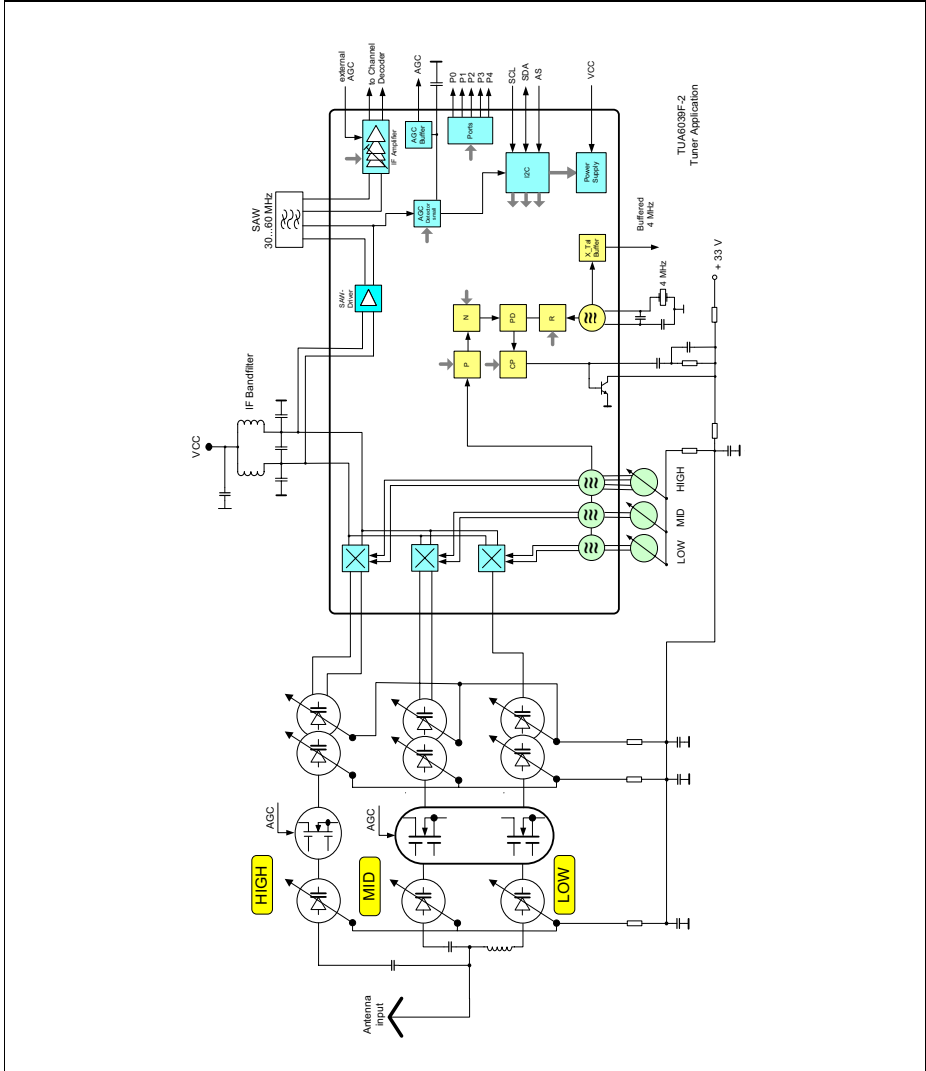 external
AGC
to Channel
Decoder
AGC
P0
P1
P2
P3
P4
SCL
SDA
AS
VCC
TUA6039F-2
Tuner Application
IF Amplifier
AGC
Buffer
Ports
I2C
Power
Supply
SAW
30...60 MHz
AGC
Detector
small
X_Tal
Buffer
Buffered
4 MHz
SAW-
Driver
N
PD
R
4 MHz
+ 33 V
P
CP
IF Bandfilter
VCC
LOW
MID
HIGH
AGC
AGC
HIGH
MID
LOW
Antenna
input